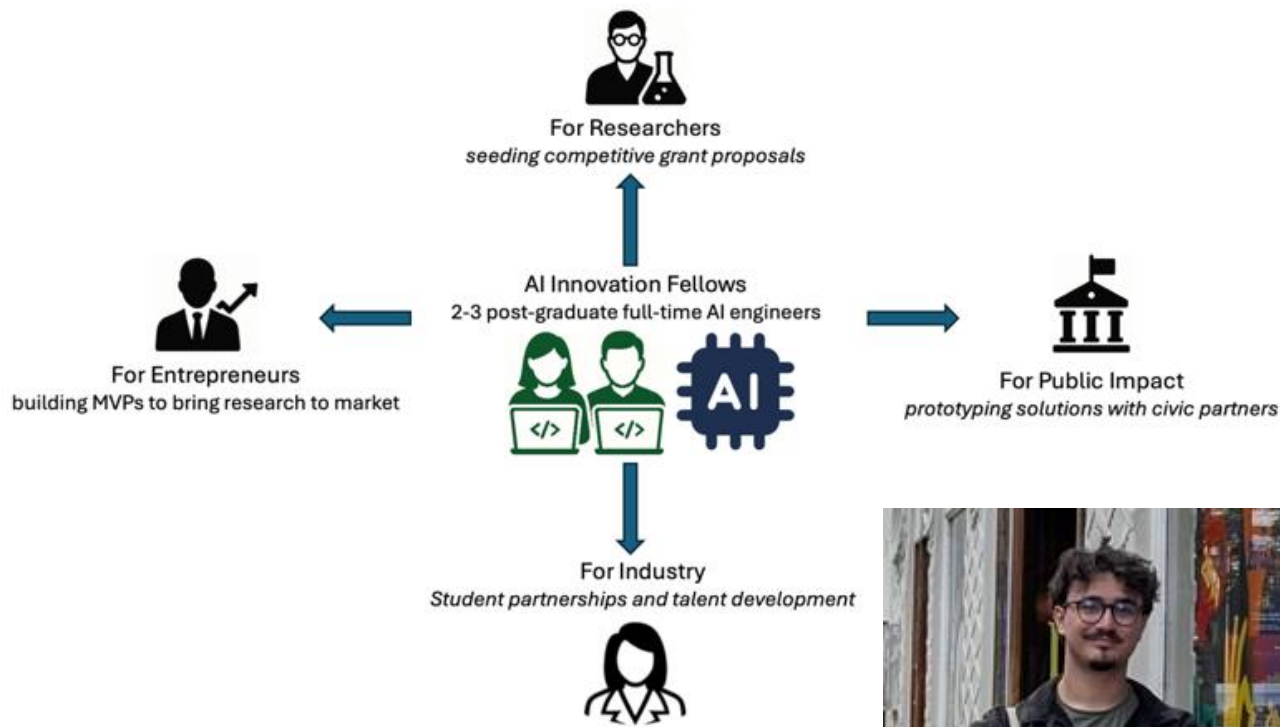 For Researchers
seeding competitive grant proposals
AI Innovation Fellows
2-3 post-graduate full-time AI engineers
For Entrepreneurs
building MVPs to bring research to market
</>
</>
AI
For Public Impact
prototyping solutions with civic partners
For Industry
Student partnerships and talent development